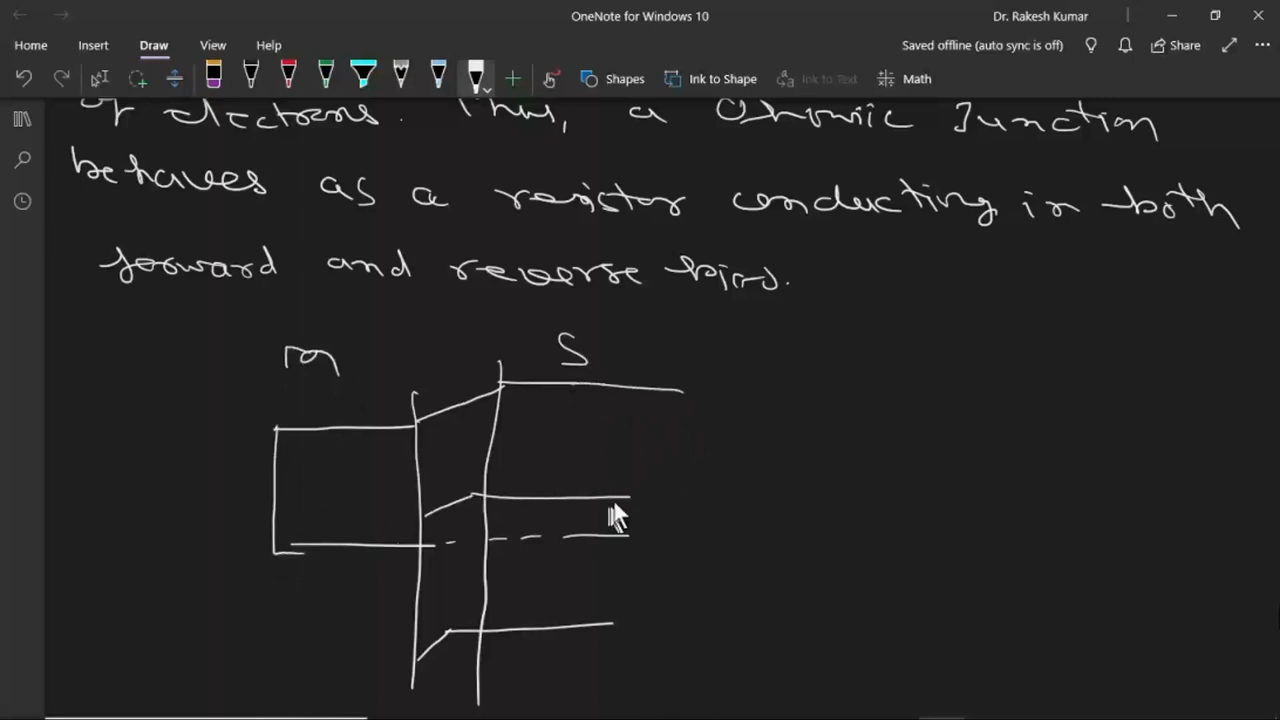 OneNote for Windows 10
Dr. Rakesh Kumar
Home Insert Draw View Help
Saved offline (auto sync is off)
Share
Shapes
Ink to Shape
Ink to Text
Math
of electrons. Thus, a Ohmic Junction
behaves as a resistor conducting in both
forward and reverse bias.
m S